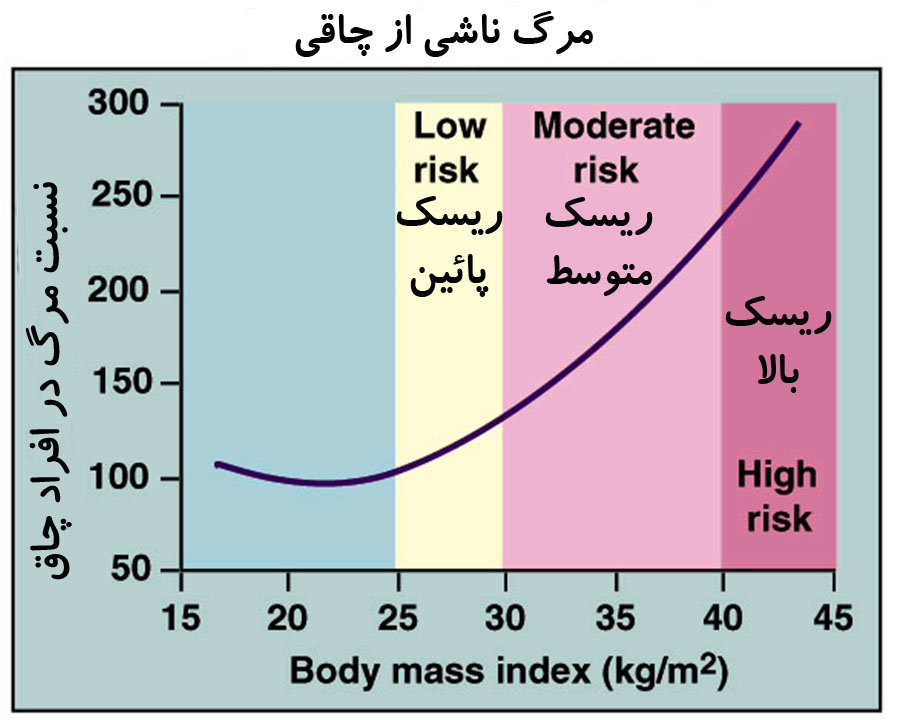 مرگ ناشی از چاقی
نسبت مرگ در افراد چاق
300
250
200
150
100
50
Low
risk
ریسک
پائین
Moderate
risk
ریسک
متوسط
ریسک
بالا
High
risk
15 20 25 30 35 40 45
Body mass index (kg/m²)